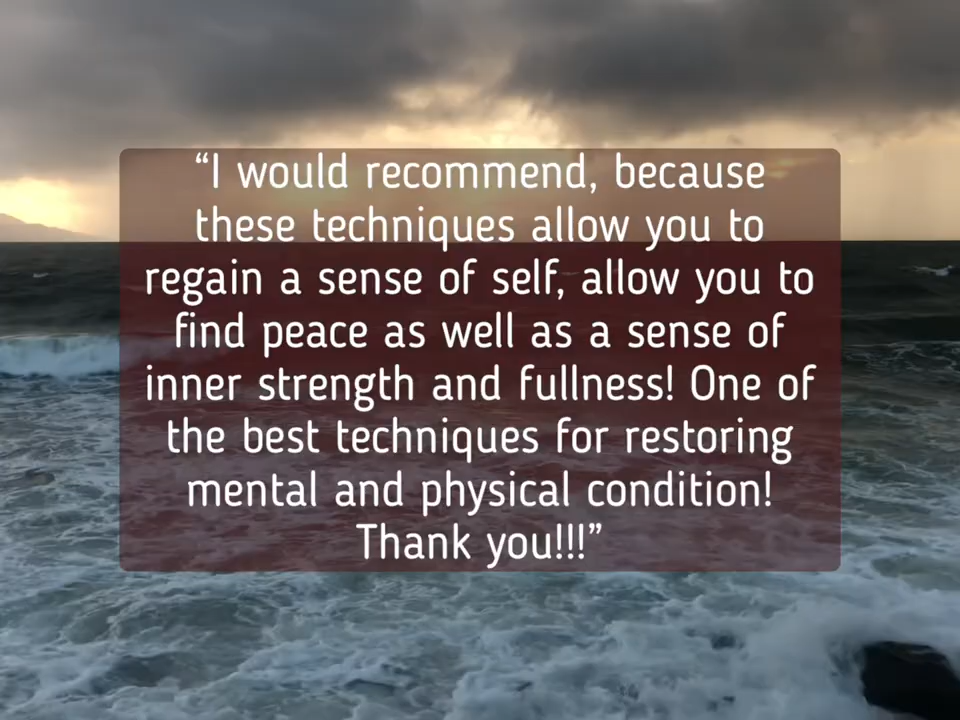 “I would recommend, because
these techniques allow you to
regain a sense of self, allow you to
find peace as well as a sense of
inner strength and fullness! One of
the best techniques for restoring
mental and physical condition!
Thank you!!!”